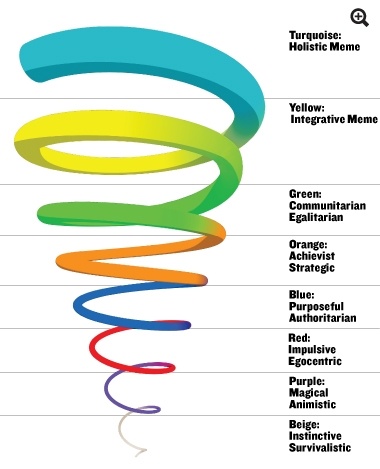 Turquoise:
Holistic Meme
Yellow:
Integrative Meme
Green:
Communitarian
Egalitarian
Orange:
Achievist
Strategic
Blue:
Purposeful
Authoritarian
Red:
Impulsive
Egocentric
Purple:
Magical
Animistic
Beige:
Instinctive
Survivalistic